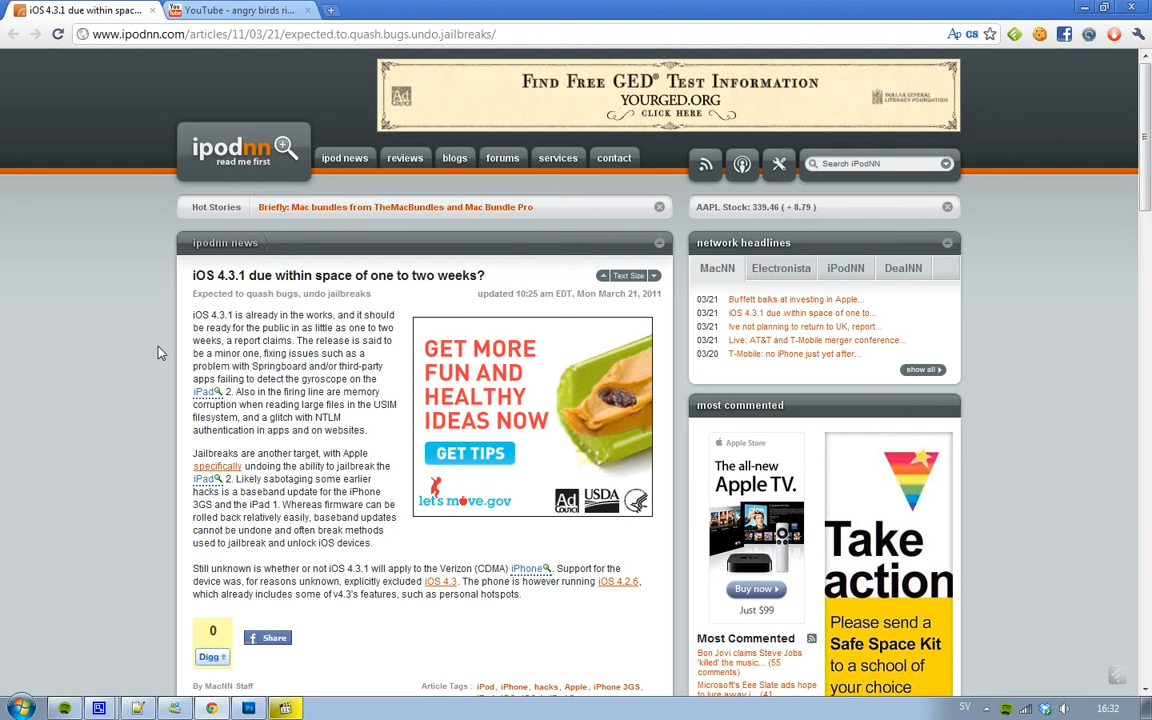 iOS 4.3.1 due within spac...
YouTube - angry birds ri...
www.ipodnn.com/articles/11/03/21/expected.to.quash.bugs.undo.jailbreaks/
Find Free GED® Test Information
YOURGED.ORG
CLICK HERE
Ad Council
DOLLAR GENERAL
LITERACY FOUNDATION
ipodnn
read me first
ipod news
reviews
blogs
forums
services
contact
Search iPodNN
Hot Stories
Briefly: Mac bundles from TheMacBundles and Mac Bundle Pro
AAPL Stock: 339.46 ( + 8.79 )
ipodnn news
iOS 4.3.1 due within space of one to two weeks?
Text Size
Expected to quash bugs, undo jailbreaks
updated 10:25 am EDT, Mon March 21, 2011
iOS 4.3.1 is already in the works, and it should
be ready for the public in as little as one to two
weeks, a report claims. The release is said to
be a minor one, fixing issues such as a
problem with Springboard and/or third-party
apps failing to detect the gyroscope on the
iPad 2. Also in the firing line are memory
corruption when reading large files in the USIM
filesystem, and a glitch with NTLM
authentication in apps and on websites.
Jailbreaks are another target, with Apple
specifically undoing the ability to jailbreak the
iPad 2. Likely sabotaging some earlier
hacks is a baseband update for the iPhone
3GS and the iPad 1. Whereas firmware can be
rolled back relatively easily, baseband updates
cannot be undone and often break methods
used to jailbreak and unlock iOS devices.
GET MORE
FUN AND
HEALTHY
IDEAS NOW
GET TIPS
let's move.gov
Ad Council
USDA
Still unknown is whether or not iOS 4.3.1 will apply to the Verizon (CDMA) iPhone. Support for the
device was, for reasons unknown, explicitly excluded iOS 4.3. The phone is however running iOS 4.2.6,
which already includes some of v4.3's features, such as personal hotspots.
0
Digg
Share
By MacNN Staff
Article Tags : iPod, iPhone, hacks, Apple, iPhone 3GS,
network headlines
MacNN
Electronista
iPodNN
DealNN
03/21 Buffett balks at investing in Apple...
03/21 iOS 4.3.1 due within space of one to...
03/21 Ive not planning to return to UK, report...
03/21 Live: AT&T and T-Mobile merger conference...
03/20 T-Mobile: no iPhone just yet after...
show all
most commented
Apple Store
The all-new
Apple TV.
Buy now
Just $99
Take
action
Please send a
Safe Space Kit
to a school of
your choice
Most Commented
Bon Jovi claims Steve Jobs
'killed' the music... (55
comments)
Microsoft's Eee Slate ads hope
SV
16:32